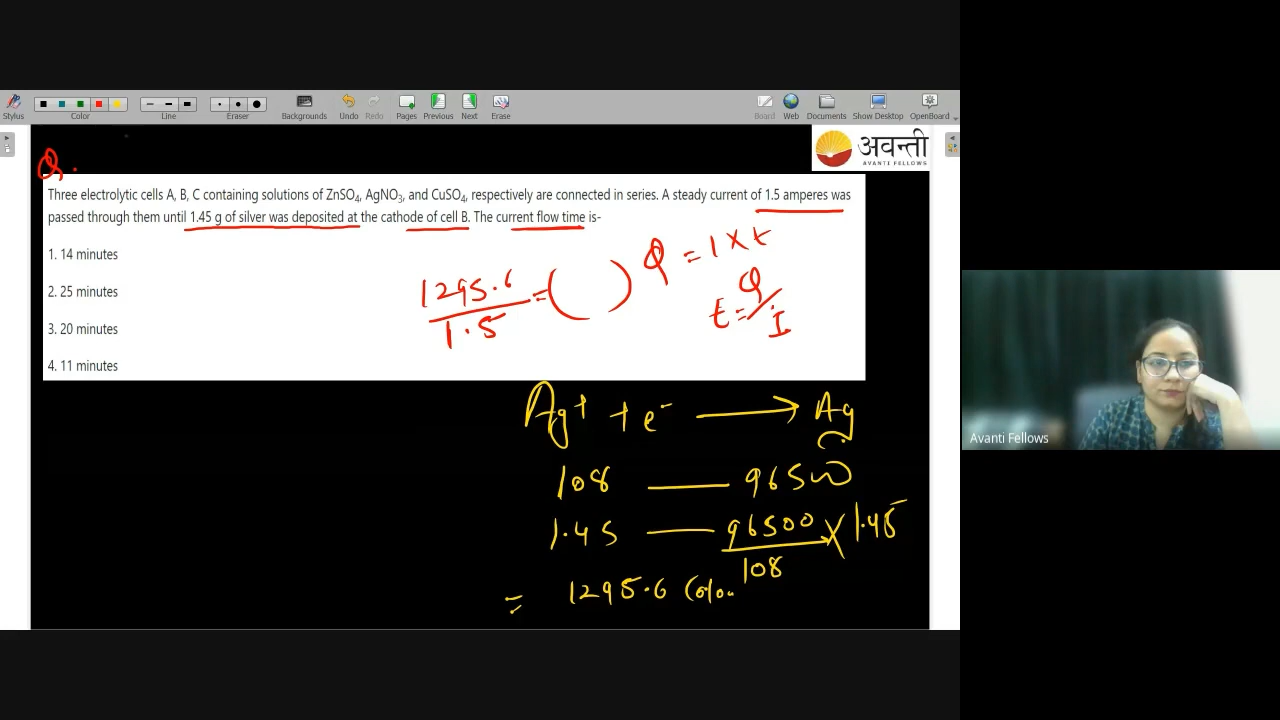 Stylus Color Line Eraser Backgrounds Undo Redo Pages Previous Next Erase Board Web Documents Show Desktop OpenBoard
अवन्ती
AVANTI FELLOWS
Q.
Three electrolytic cells A, B, C containing solutions of ZnSO₄, AgNO₃, and CuSO₄, respectively are connected in series. A steady current of 1.5 amperes was
passed through them until 1.45 g of silver was deposited at the cathode of cell B. The current flow time is-
1. 14 minutes
2. 25 minutes
3. 20 minutes
4. 11 minutes
1295.6/1.5 = ( )
Q = I × t
t = Q/I
Ag⁺ + e⁻ → Ag
108 — 96500
1.45 — 96500/108 × 1.45
= 1295.6 Colou
Avanti Fellows